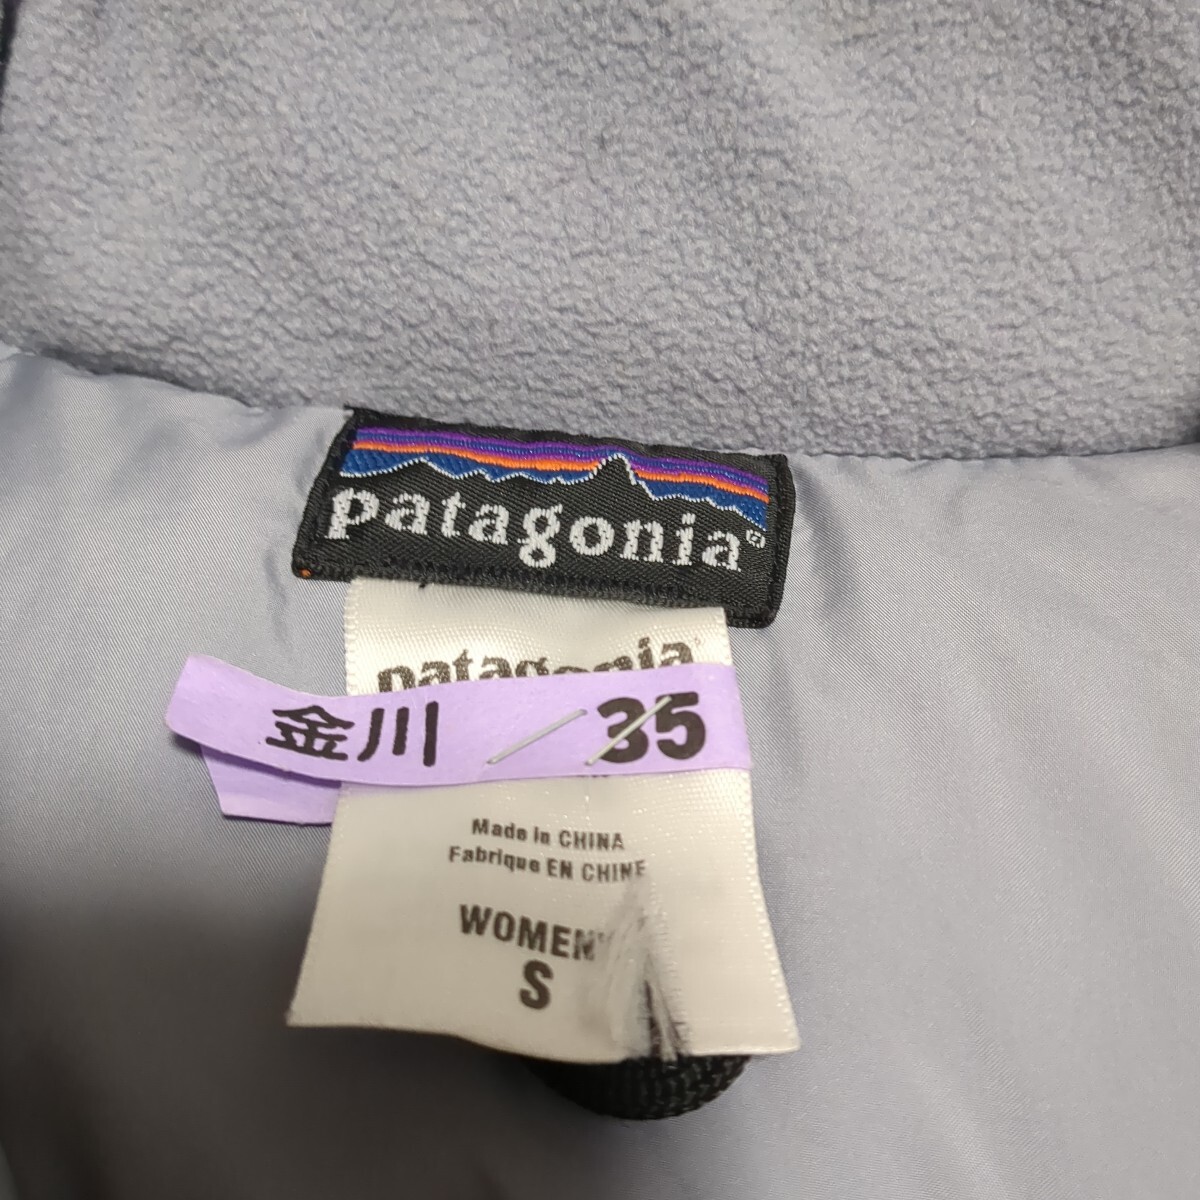 patagonia®
patagonia®
金川 35
Made in CHINA
Fabrique EN CHINE
WOMEN'
S